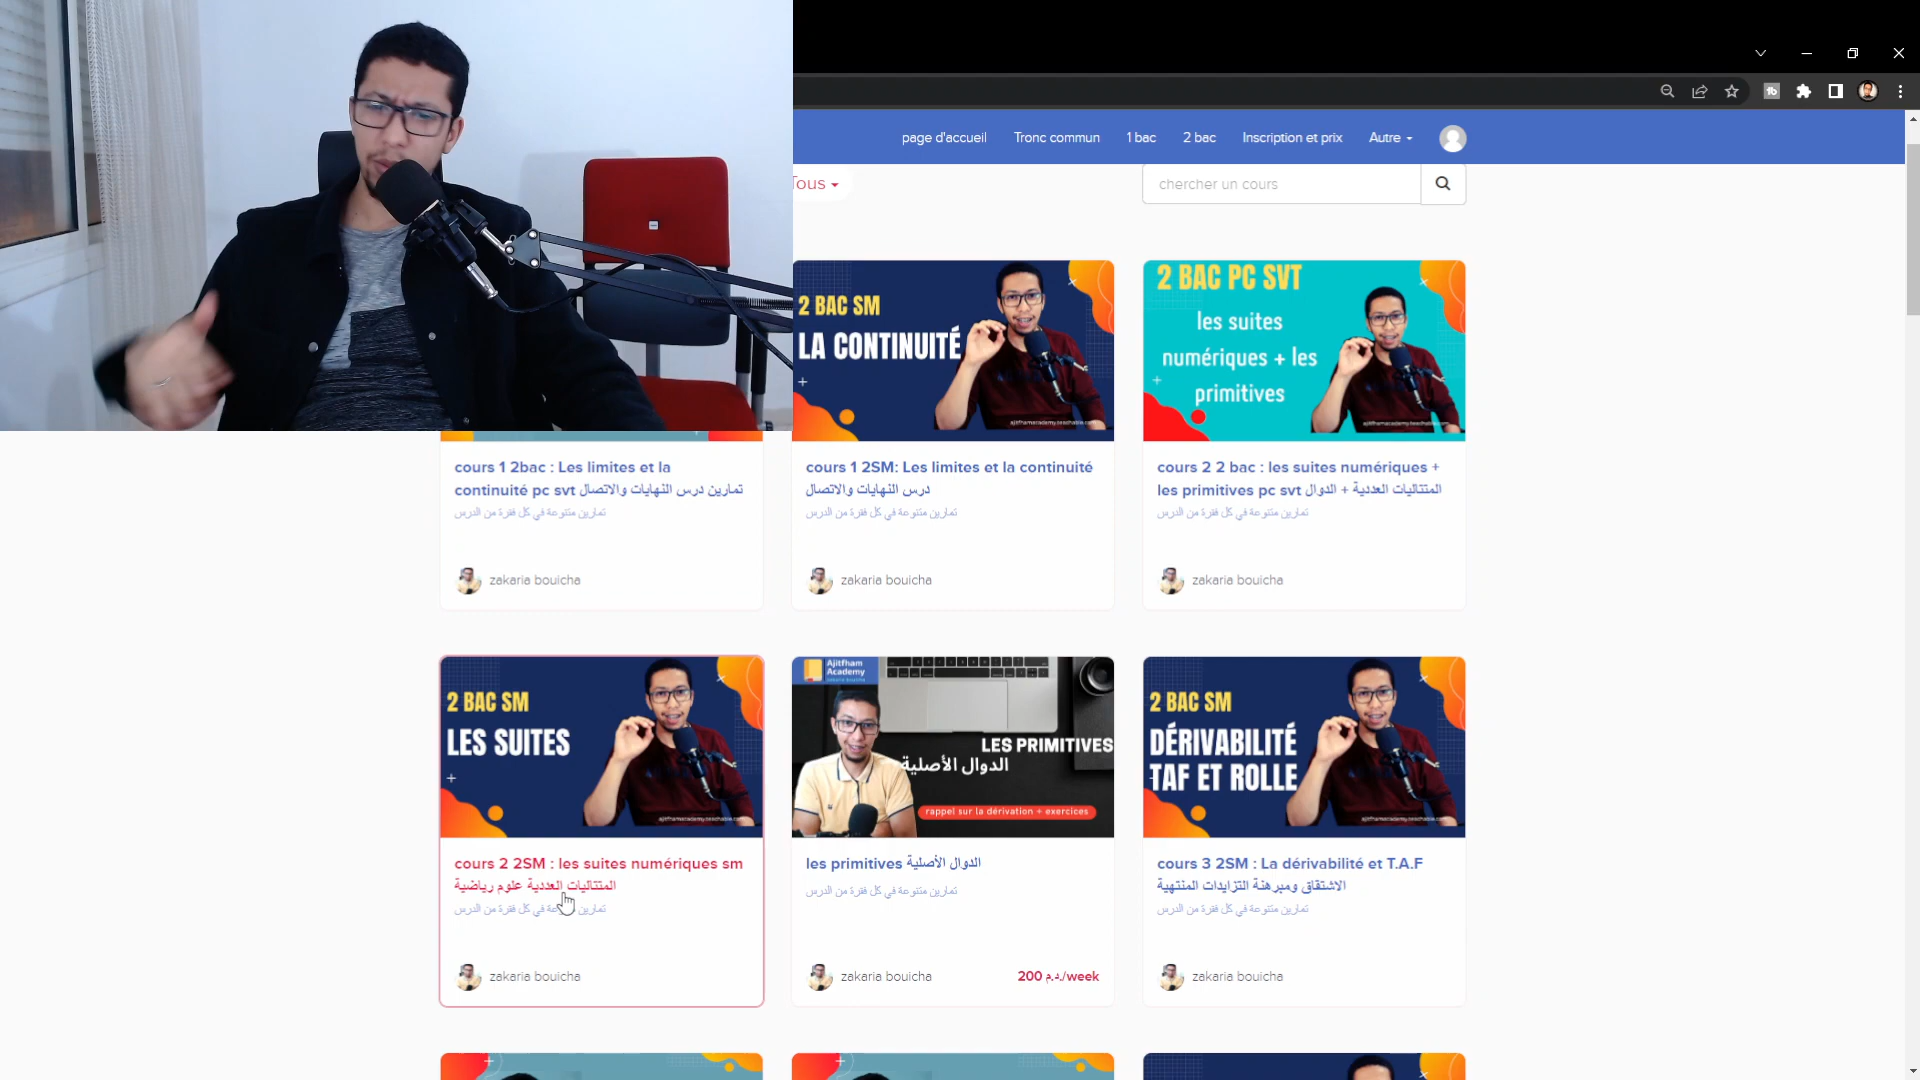 page d'accueil
Tronc commun
1 bac
2 bac
Inscription et prix
Autre
Tous
chercher un cours
2 BAC SM
LA CONTINUITÉ
2 BAC PC SVT
les suites
numériques + les
primitives
ajitfhamacademy.teachable.com
cours 1 2bac : Les limites et la
continuité pc svt تمارين درس النهايات والاتصال
تمارين متنوعة في كل فقرة من الدرس
zakaria bouicha
cours 1 2SM: Les limites et la continuité
درس النهايات والاتصال
تمارين متنوعة في كل فقرة من الدرس
zakaria bouicha
cours 2 2 bac : les suites numériques +
les primitives pc svt المتتاليات العددية + الدوال
تمارين متنوعة في كل فقرة من الدرس
zakaria bouicha
2 BAC SM
LES SUITES
Ajitfham
Academy
LES PRIMITIVES
الدوال الأصلية
rappel sur la dérivation + exercices
2 BAC SM
DÉRIVABILITÉ
TAF ET ROLLE
cours 2 2SM : les suites numériques sm
المتتاليات العددية علوم رياضية
les primitives الدوال الأصلية
تمارين متنوعة في كل فقرة من الدرس
zakaria bouicha
200 د.م./week
cours 3 2SM : La dérivabilité et T.A.F
الاشتقاق ومبرهنة التزايدات المنتهية
تمارين متنوعة في كل فقرة من الدرس
zakaria bouicha
zakaria bouicha